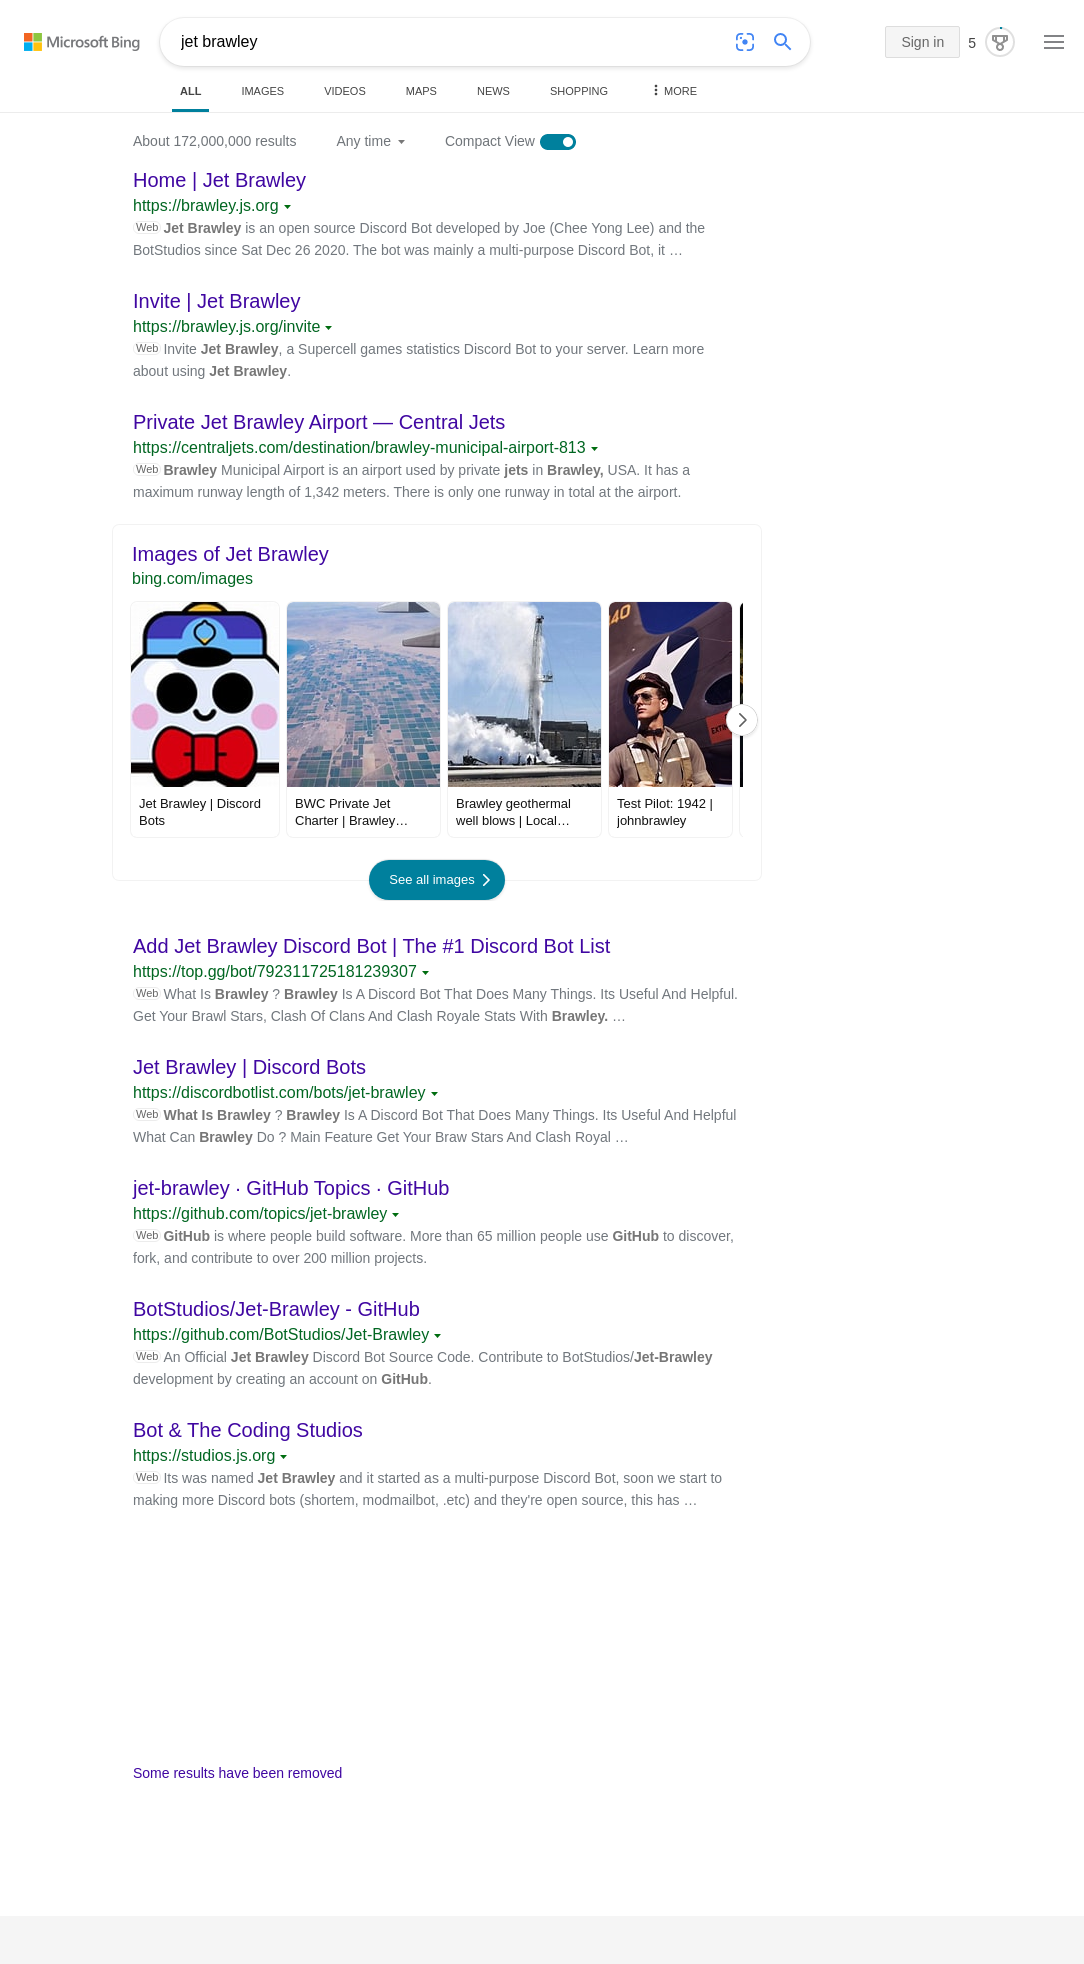 Microsoft Bing
jet brawley
Sign in
5
ALL
IMAGES
VIDEOS
MAPS
NEWS
SHOPPING
MORE
About 172,000,000 results
Any time
Compact View
Home | Jet Brawley
https://brawley.js.org
Web Jet Brawley is an open source Discord Bot developed by Joe (Chee Yong Lee) and the
BotStudios since Sat Dec 26 2020. The bot was mainly a multi-purpose Discord Bot, it …
Invite | Jet Brawley
https://brawley.js.org/invite
Web Invite Jet Brawley, a Supercell games statistics Discord Bot to your server. Learn more
about using Jet Brawley.
Private Jet Brawley Airport — Central Jets
https://centraljets.com/destination/brawley-municipal-airport-813
Web Brawley Municipal Airport is an airport used by private jets in Brawley, USA. It has a
maximum runway length of 1,342 meters. There is only one runway in total at the airport.
Images of Jet Brawley
bing.com/images
40
EXTIN
Jet Brawley | Discord
Bots
BWC Private Jet
Charter | Brawley…
Brawley geothermal
well blows | Local…
Test Pilot: 1942 |
johnbrawley
See all images
Add Jet Brawley Discord Bot | The #1 Discord Bot List
https://top.gg/bot/792311725181239307
Web What Is Brawley ? Brawley Is A Discord Bot That Does Many Things. Its Useful And Helpful.
Get Your Brawl Stars, Clash Of Clans And Clash Royale Stats With Brawley. …
Jet Brawley | Discord Bots
https://discordbotlist.com/bots/jet-brawley
Web What Is Brawley ? Brawley Is A Discord Bot That Does Many Things. Its Useful And Helpful
What Can Brawley Do ? Main Feature Get Your Braw Stars And Clash Royal …
jet-brawley · GitHub Topics · GitHub
https://github.com/topics/jet-brawley
Web GitHub is where people build software. More than 65 million people use GitHub to discover,
fork, and contribute to over 200 million projects.
BotStudios/Jet-Brawley - GitHub
https://github.com/BotStudios/Jet-Brawley
Web An Official Jet Brawley Discord Bot Source Code. Contribute to BotStudios/Jet-Brawley
development by creating an account on GitHub.
Bot & The Coding Studios
https://studios.js.org
Web Its was named Jet Brawley and it started as a multi-purpose Discord Bot, soon we start to
making more Discord bots (shortem, modmailbot, .etc) and they're open source, this has …
Some results have been removed